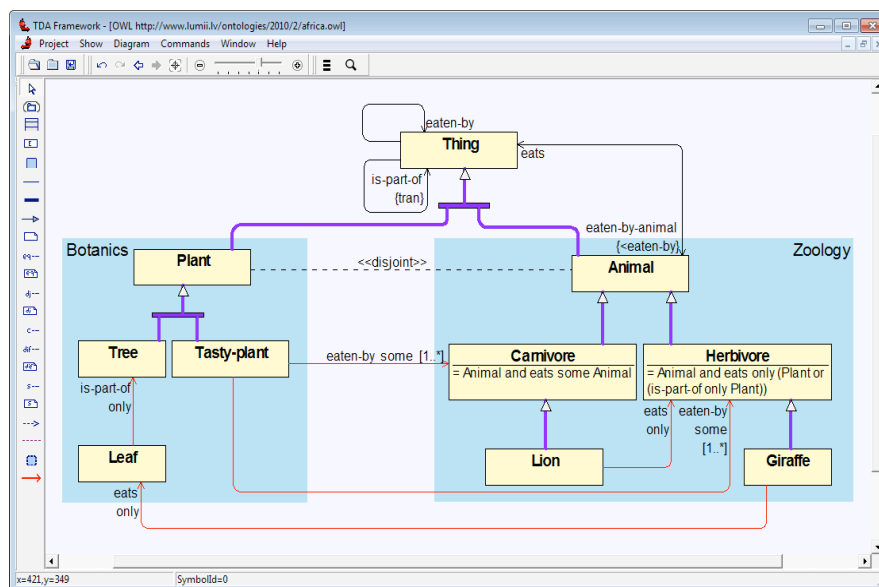 TDA Framework - [OWL http://www.lumii.lv/ontologies/2010/2/africa.owl]
Project Show Diagram Commands Window Help
eaten-by
Thing
eats
is-part-of
{tran}
eaten-by-animal
{<eaten-by}
Botanics
Zoology
Plant
<<disjoint>>
Animal
Tree
Tasty-plant
eaten-by some [1..*]
Carnivore
= Animal and eats some Animal
Herbivore
= Animal and eats only (Plant or
(is-part-of only Plant))
is-part-of
only
eats
only
eaten-by
some
[1..*]
Leaf
Lion
Giraffe
eats
only
x=421,y=349
SymbolId=0